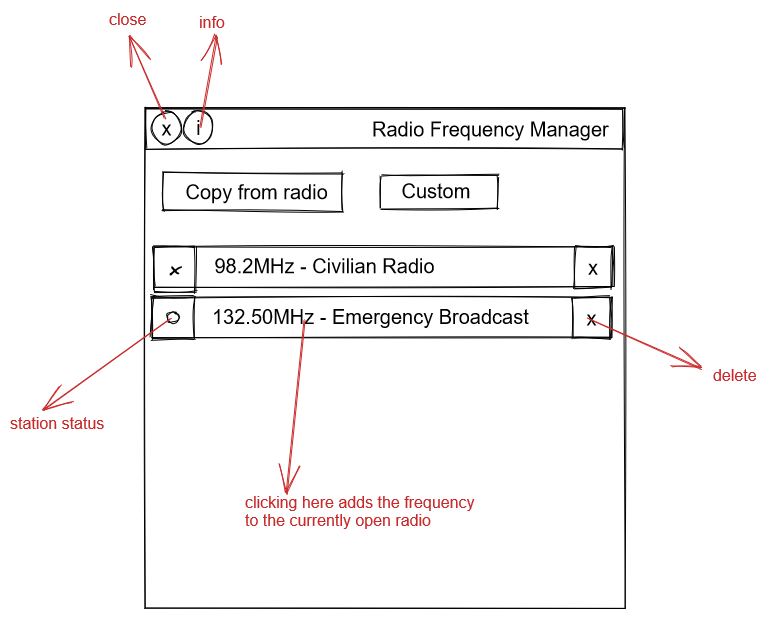 close
info
x i Radio Frequency Manager
Copy from radio Custom
x 98.2MHz - Civilian Radio x
132.50MHz - Emergency Broadcast x
delete
station status
clicking here adds the frequency
to the currently open radio